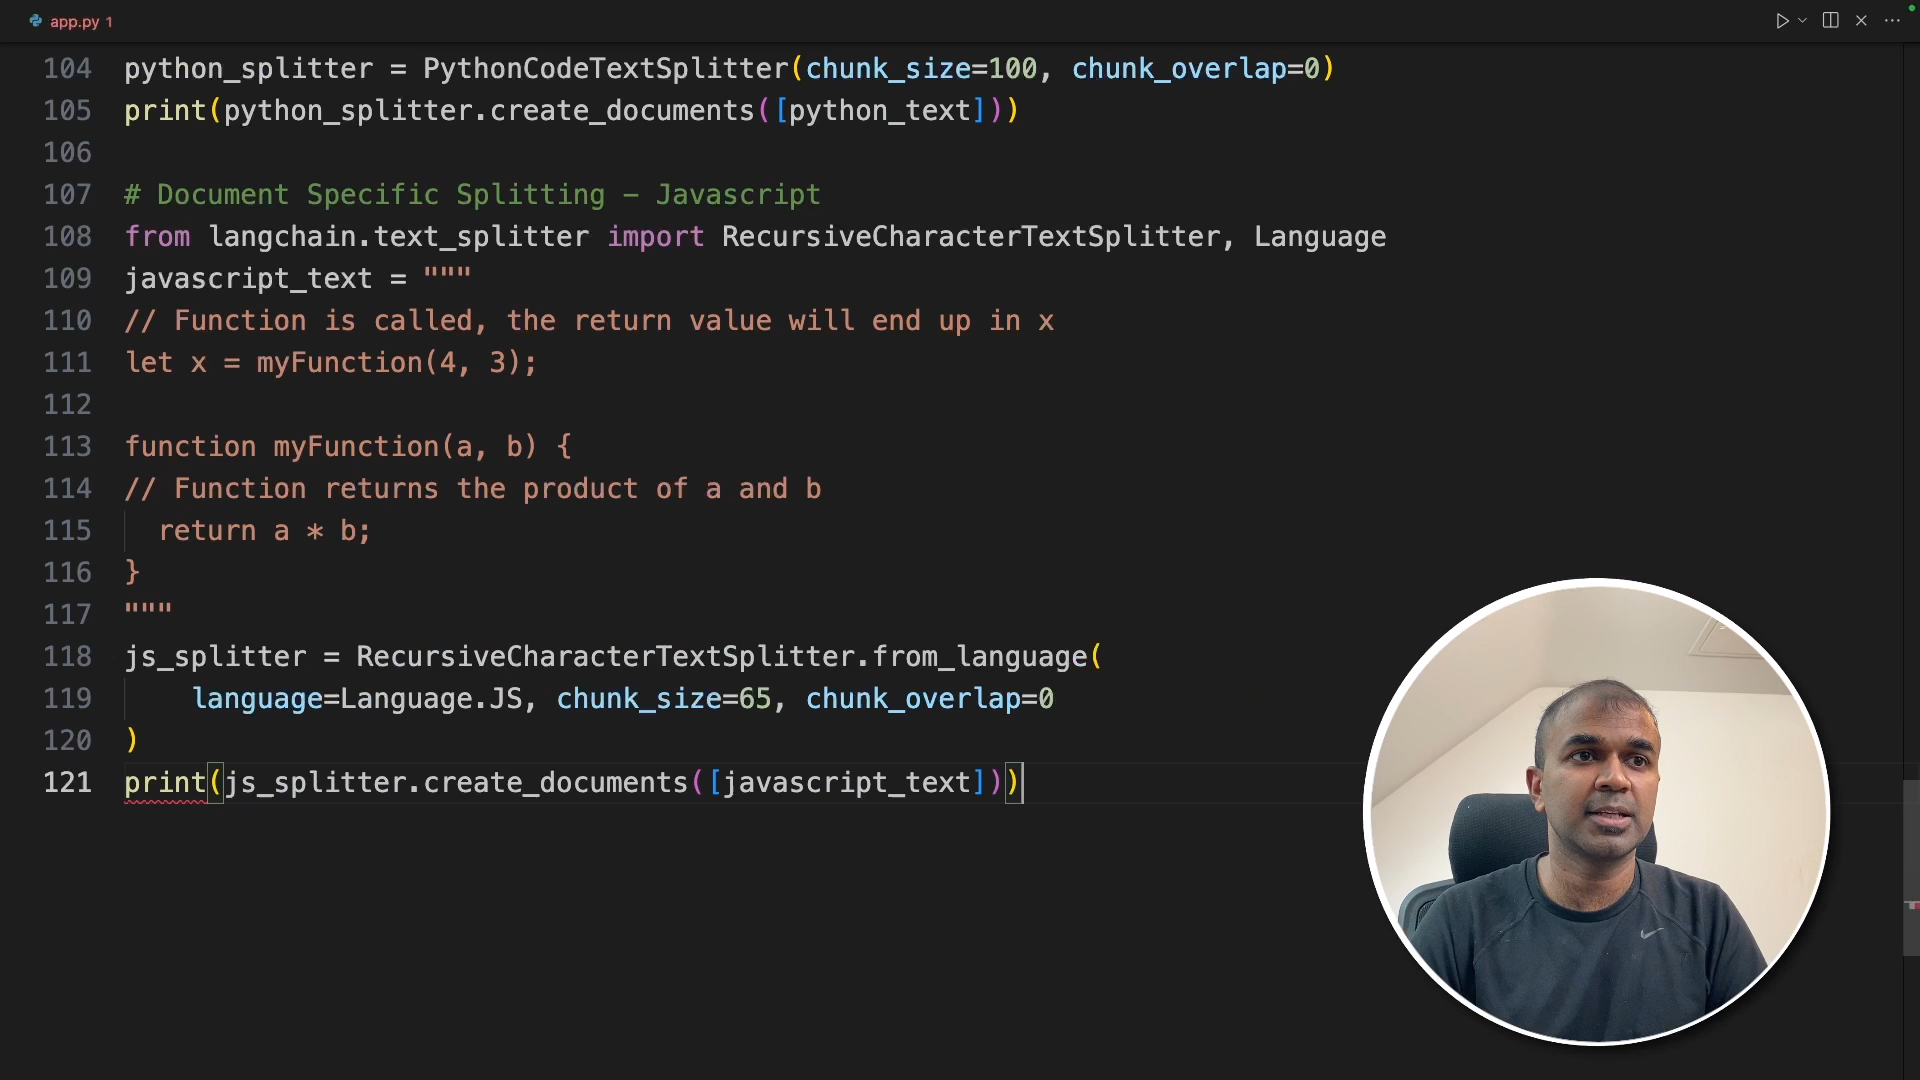 app.py 1
104 python_splitter = PythonCodeTextSplitter(chunk_size=100, chunk_overlap=0)
105 print(python_splitter.create_documents([python_text]))
106
107 # Document Specific Splitting - Javascript
108 from langchain.text_splitter import RecursiveCharacterTextSplitter, Language
109 javascript_text = """
110 // Function is called, the return value will end up in x
111 let x = myFunction(4, 3);
112
113 function myFunction(a, b) {
114 // Function returns the product of a and b
115   return a * b;
116 }
117 """
118 js_splitter = RecursiveCharacterTextSplitter.from_language(
119     language=Language.JS, chunk_size=65, chunk_overlap=0
120 )
121 print(js_splitter.create_documents([javascript_text]))